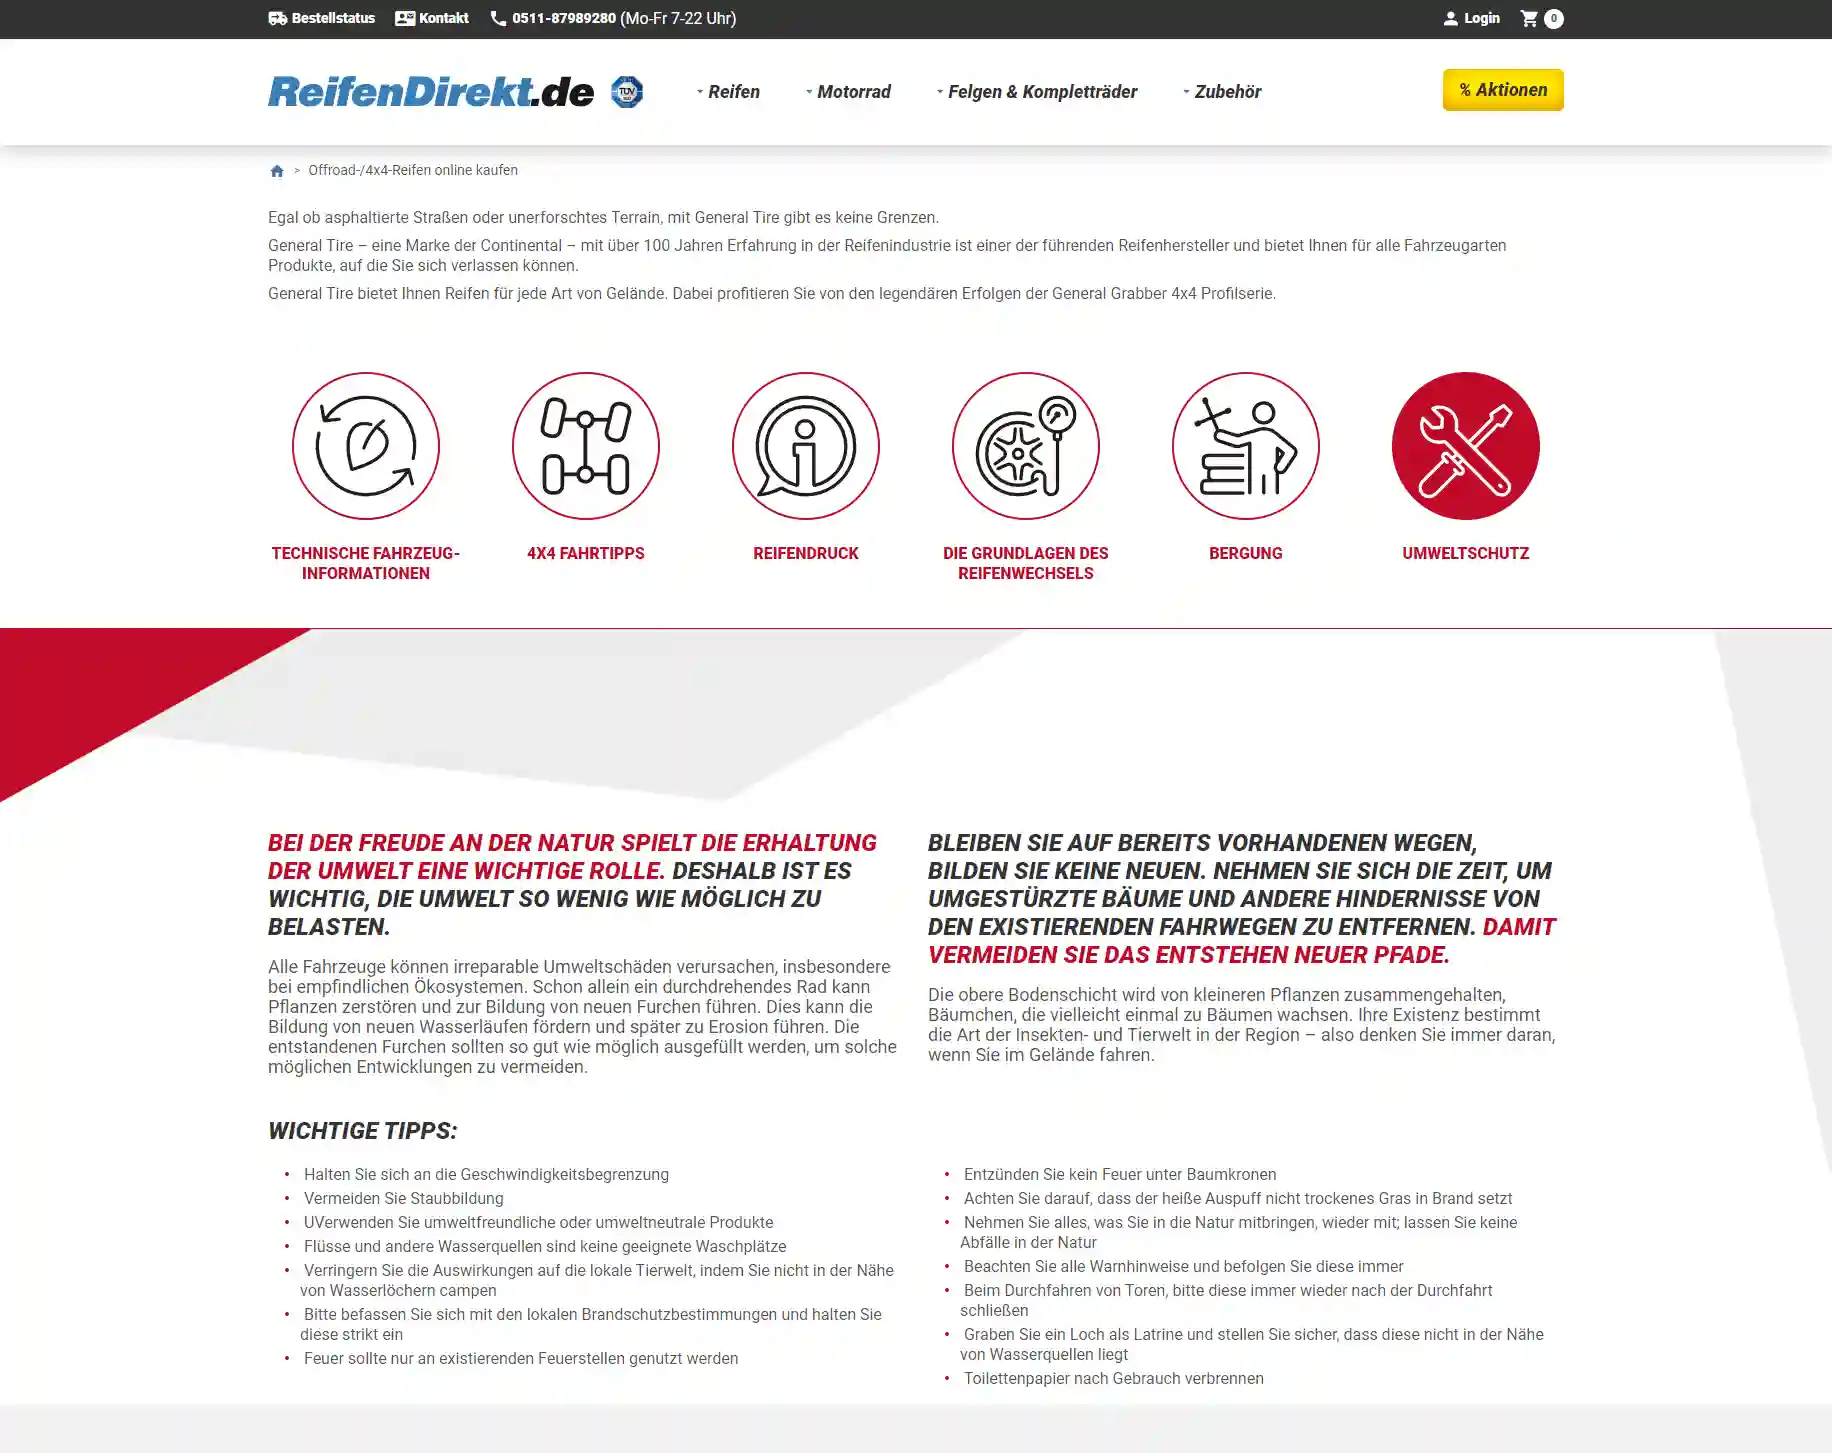 Bestellstatus Kontakt 0511-87989280 (Mo-Fr 7-22 Uhr) Login 0
ReifenDirekt.de TÜV Reifen Motorrad Felgen & Kompletträder Zubehör % Aktionen
> Offroad-/4x4-Reifen online kaufen
Egal ob asphaltierte Straßen oder unerforschtes Terrain, mit General Tire gibt es keine Grenzen.
General Tire – eine Marke der Continental – mit über 100 Jahren Erfahrung in der Reifenindustrie ist einer der führenden Reifenhersteller und bietet Ihnen für alle Fahrzeugarten
Produkte, auf die Sie sich verlassen können.
General Tire bietet Ihnen Reifen für jede Art von Gelände. Dabei profitieren Sie von den legendären Erfolgen der General Grabber 4x4 Profilserie.
TECHNISCHE FAHRZEUG-
INFORMATIONEN
4X4 FAHRTIPPS
REIFENDRUCK
DIE GRUNDLAGEN DES
REIFENWECHSELS
BERGUNG
UMWELTSCHUTZ
BEI DER FREUDE AN DER NATUR SPIELT DIE ERHALTUNG
DER UMWELT EINE WICHTIGE ROLLE. DESHALB IST ES
WICHTIG, DIE UMWELT SO WENIG WIE MÖGLICH ZU
BELASTEN.
Alle Fahrzeuge können irreparable Umweltschäden verursachen, insbesondere
bei empfindlichen Ökosystemen. Schon allein ein durchdrehendes Rad kann
Pflanzen zerstören und zur Bildung von neuen Furchen führen. Dies kann die
Bildung von neuen Wasserläufen fördern und später zu Erosion führen. Die
entstandenen Furchen sollten so gut wie möglich ausgefüllt werden, um solche
möglichen Entwicklungen zu vermeiden.
BLEIBEN SIE AUF BEREITS VORHANDENEN WEGEN,
BILDEN SIE KEINE NEUEN. NEHMEN SIE SICH DIE ZEIT, UM
UMGESTÜRZTE BÄUME UND ANDERE HINDERNISSE VON
DEN EXISTIERENDEN FAHRWEGEN ZU ENTFERNEN. DAMIT
VERMEIDEN SIE DAS ENTSTEHEN NEUER PFADE.
Die obere Bodenschicht wird von kleineren Pflanzen zusammengehalten,
Bäumchen, die vielleicht einmal zu Bäumen wachsen. Ihre Existenz bestimmt
die Art der Insekten- und Tierwelt in der Region – also denken Sie immer daran,
wenn Sie im Gelände fahren.
WICHTIGE TIPPS:
• Halten Sie sich an die Geschwindigkeitsbegrenzung
• Vermeiden Sie Staubbildung
• UVerwenden Sie umweltfreundliche oder umweltneutrale Produkte
• Flüsse und andere Wasserquellen sind keine geeignete Waschplätze
• Verringern Sie die Auswirkungen auf die lokale Tierwelt, indem Sie nicht in der Nähe
von Wasserlöchern campen
• Bitte befassen Sie sich mit den lokalen Brandschutzbestimmungen und halten Sie
diese strikt ein
• Feuer sollte nur an existierenden Feuerstellen genutzt werden
• Entzünden Sie kein Feuer unter Baumkronen
• Achten Sie darauf, dass der heiße Auspuff nicht trockenes Gras in Brand setzt
• Nehmen Sie alles, was Sie in die Natur mitbringen, wieder mit; lassen Sie keine
Abfälle in der Natur
• Beachten Sie alle Warnhinweise und befolgen Sie diese immer
• Beim Durchfahren von Toren, bitte diese immer wieder nach der Durchfahrt
schließen
• Graben Sie ein Loch als Latrine und stellen Sie sicher, dass diese nicht in der Nähe
von Wasserquellen liegt
• Toilettenpapier nach Gebrauch verbrennen